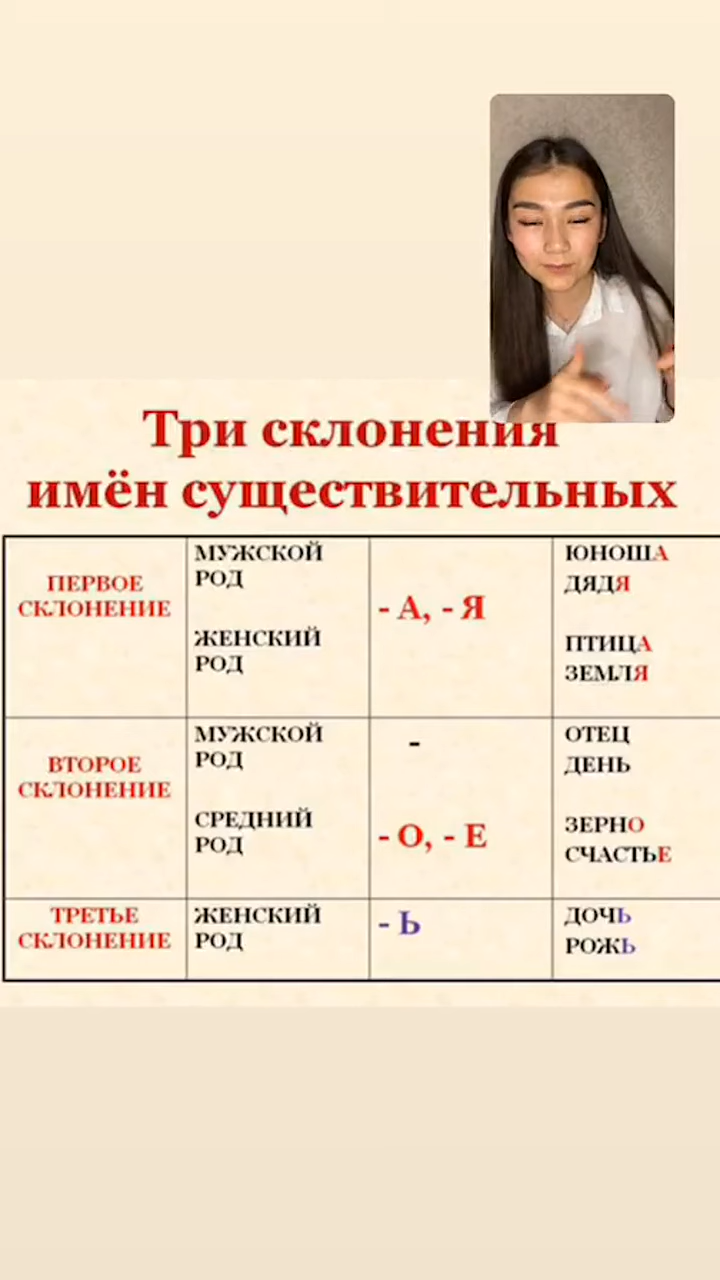 Три склонения
имён существительных
ПЕРВОЕ
СКЛОНЕНИЕ
МУЖСКОЙ
РОД
ЖЕНСКИЙ
РОД
- А, - Я
ЮНОША
ДЯДЯ
ПТИЦА
ЗЕМЛЯ
ВТОРОЕ
СКЛОНЕНИЕ
МУЖСКОЙ
РОД
СРЕДНИЙ
РОД
-
- О, - Е
ОТЕЦ
ДЕНЬ
ЗЕРНО
СЧАСТЬЕ
ТРЕТЬЕ
СКЛОНЕНИЕ
ЖЕНСКИЙ
РОД
- Ь
ДОЧЬ
РОЖЬ